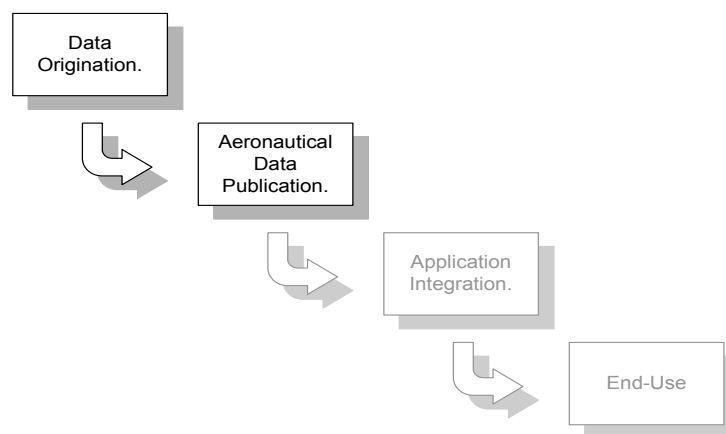 Data
Origination.
Aeronautical
Data
Publication.
Application
Integration.
End-Use